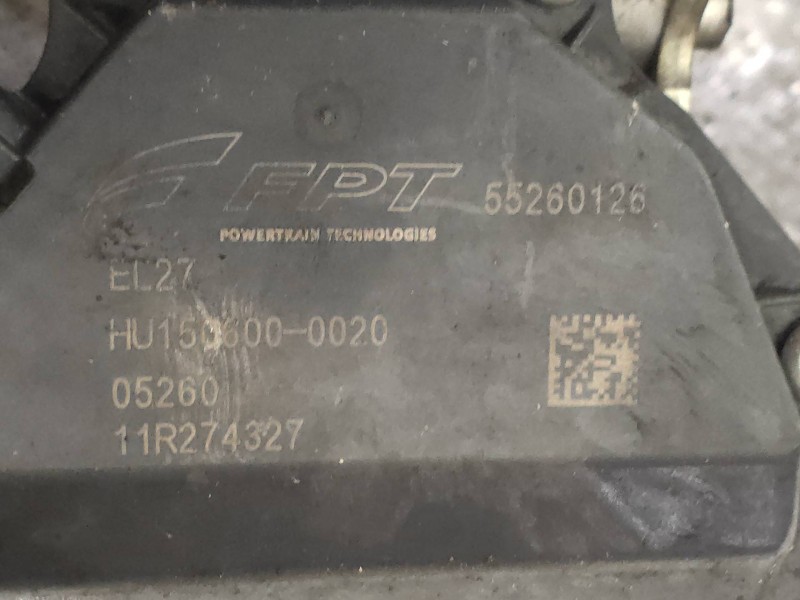 FPT 55260126
POWERTRAIN TECHNOLOGIES
EL27
HU150600-0020
05260
11R274327